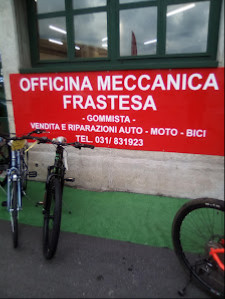 OFFICINA MECCANICA
FRASTESA
- GOMMISTA -
VENDITA E RIPARAZIONI AUTO - MOTO - BICI
TEL. 031/ 831923